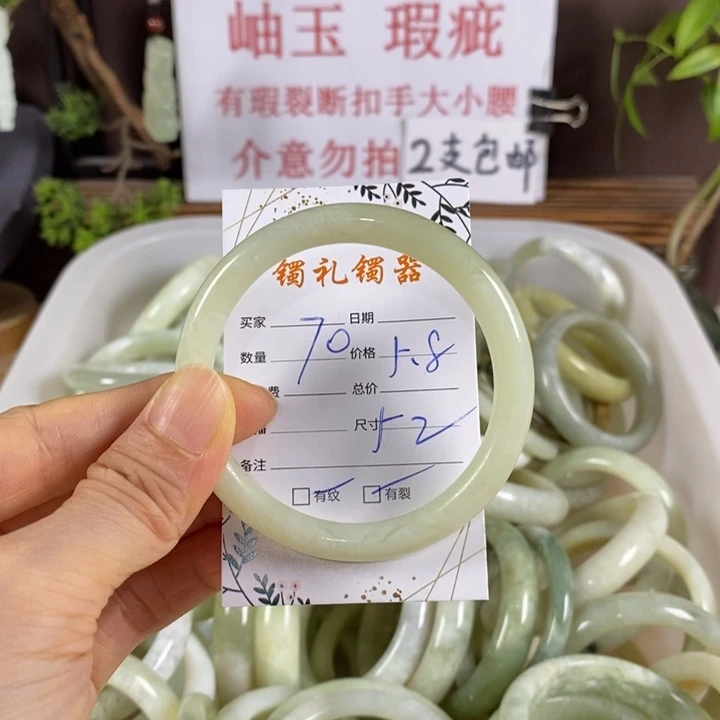 岫玉 瑕疵
有瑕裂断扣手大小腰
介意勿拍 2支包邮
镯礼镯器
买家 日期
数量 70 价格 5.8
费 总价
尺寸 52
备注
有纹 有裂